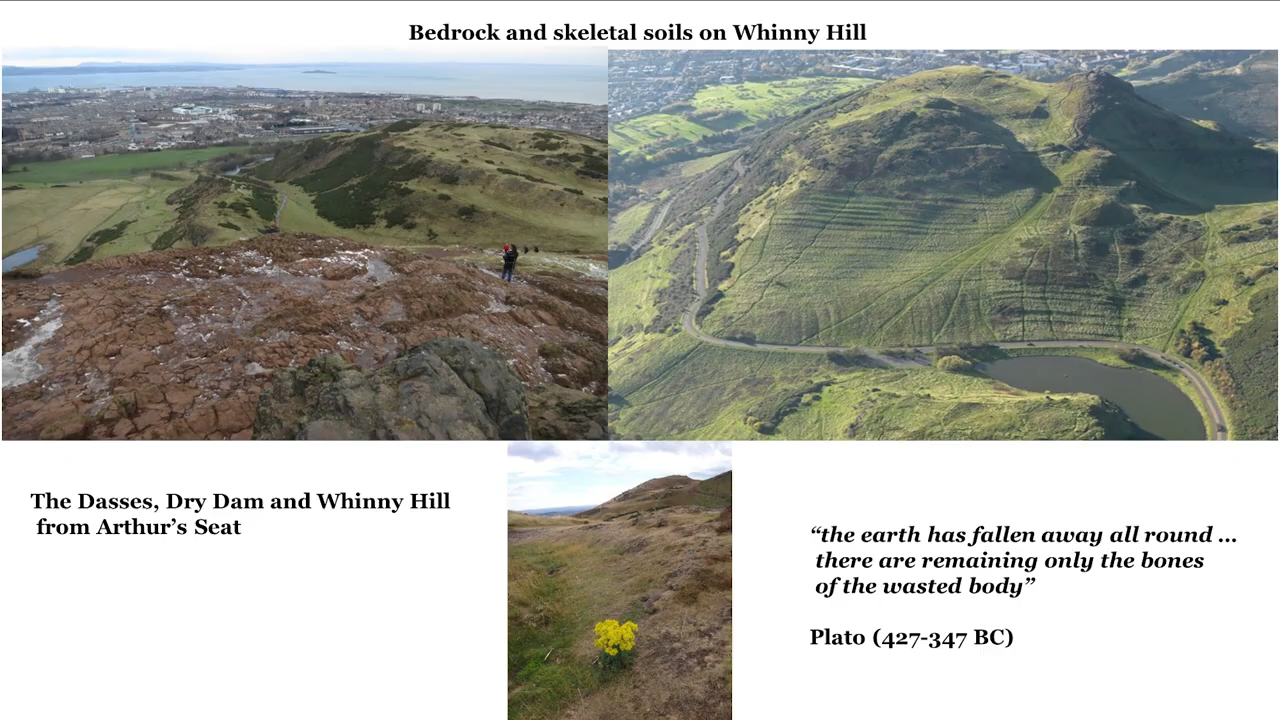 Bedrock and skeletal soils on Whinny Hill
The Dasses, Dry Dam and Whinny Hill
from Arthur’s Seat
“the earth has fallen away all round ...
there are remaining only the bones
of the wasted body”
Plato (427-347 BC)